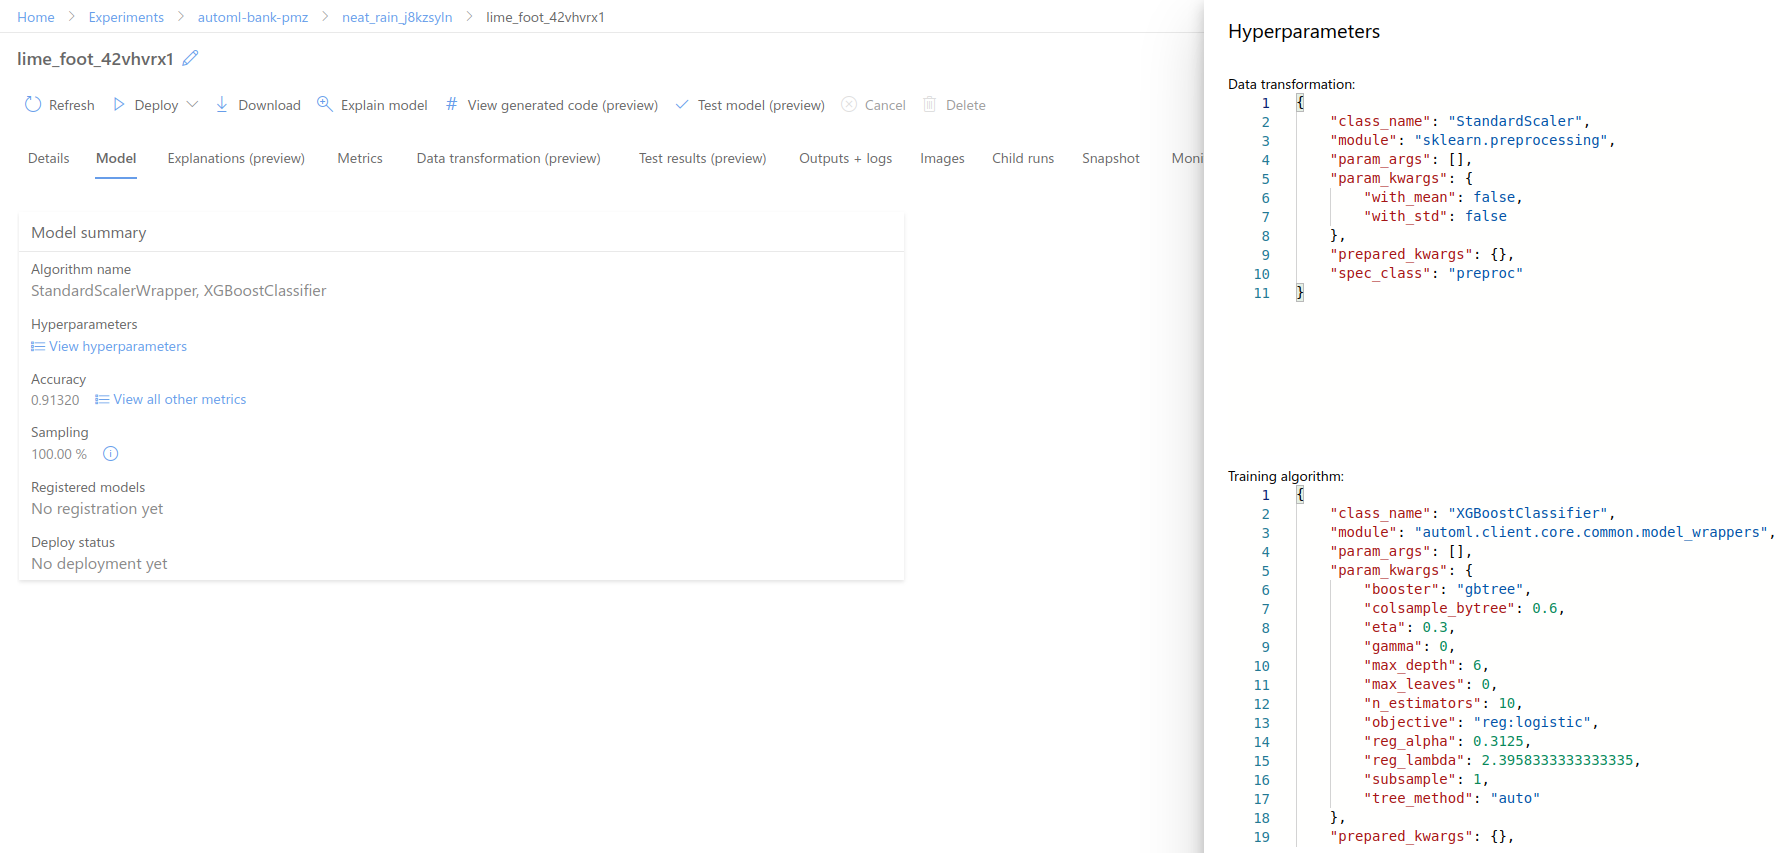 Home > Experiments > automl-bank-pmz > neat_rain_j8kzsyln > lime_foot_42vhvrx1
lime_foot_42vhvrx1
Refresh Deploy Download Explain model # View generated code (preview) Test model (preview) Cancel Delete
Details Model Explanations (preview) Metrics Data transformation (preview) Test results (preview) Outputs + logs Images Child runs Snapshot Moni
Model summary
Algorithm name
StandardScalerWrapper, XGBoostClassifier
Hyperparameters
View hyperparameters
Accuracy
0.91320 View all other metrics
Sampling
100.00 %
Registered models
No registration yet
Deploy status
No deployment yet
Hyperparameters
Data transformation:
1 {
2 "class_name": "StandardScaler",
3 "module": "sklearn.preprocessing",
4 "param_args": [],
5 "param_kwargs": {
6 "with_mean": false,
7 "with_std": false
8 },
9 "prepared_kwargs": {},
10 "spec_class": "preproc"
11 }
Training algorithm:
1 {
2 "class_name": "XGBoostClassifier",
3 "module": "automl.client.core.common.model_wrappers",
4 "param_args": [],
5 "param_kwargs": {
6 "booster": "gbtree",
7 "colsample_bytree": 0.6,
8 "eta": 0.3,
9 "gamma": 0,
10 "max_depth": 6,
11 "max_leaves": 0,
12 "n_estimators": 10,
13 "objective": "reg:logistic",
14 "reg_alpha": 0.3125,
15 "reg_lambda": 2.3958333333333335,
16 "subsample": 1,
17 "tree_method": "auto"
18 },
19 "prepared_kwargs": {},